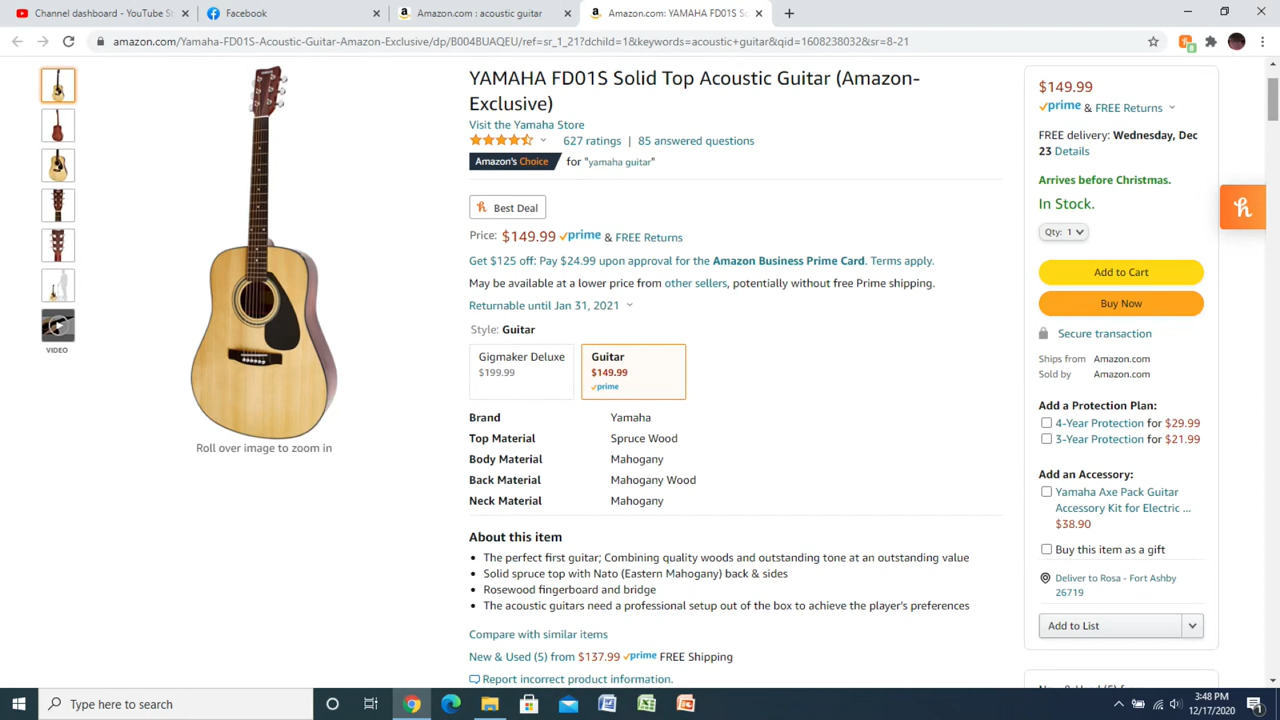 Channel dashboard - YouTube S
Facebook
Amazon.com : acoustic guitar
Amazon.com: YAMAHA FD01S So
amazon.com/Yamaha-FD01S-Acoustic-Guitar-Amazon-Exclusive/dp/B004BUAQEU/ref=sr_1_21?dchild=1&keywords=acoustic+guitar&qid=1608238032&sr=8-21
8
VIDEO
Roll over image to zoom in
YAMAHA FD01S Solid Top Acoustic Guitar (Amazon-
Exclusive)
Visit the Yamaha Store
627 ratings | 85 answered questions
Amazon's Choice for "yamaha guitar"
Best Deal
Price: $149.99 prime & FREE Returns
Get $125 off: Pay $24.99 upon approval for the Amazon Business Prime Card. Terms apply.
May be available at a lower price from other sellers, potentially without free Prime shipping.
Returnable until Jan 31, 2021
Style: Guitar
Gigmaker Deluxe
$199.99
Guitar
$149.99
prime
Brand Yamaha
Top Material Spruce Wood
Body Material Mahogany
Back Material Mahogany Wood
Neck Material Mahogany
About this item
• The perfect first guitar; Combining quality woods and outstanding tone at an outstanding value
• Solid spruce top with Nato (Eastern Mahogany) back & sides
• Rosewood fingerboard and bridge
• The acoustic guitars need a professional setup out of the box to achieve the player's preferences
Compare with similar items
New & Used (5) from $137.99 prime FREE Shipping
Report incorrect product information.
$149.99
prime & FREE Returns
FREE delivery: Wednesday, Dec
23 Details
Arrives before Christmas.
In Stock.
Qty: 1
Add to Cart
Buy Now
Secure transaction
Ships from Amazon.com
Sold by Amazon.com
Add a Protection Plan:
4-Year Protection for $29.99
3-Year Protection for $21.99
Add an Accessory:
Yamaha Axe Pack Guitar
Accessory Kit for Electric ...
$38.90
Buy this item as a gift
Deliver to Rosa - Fort Ashby
26719
Add to List
Type here to search
3:48 PM
12/17/2020
1